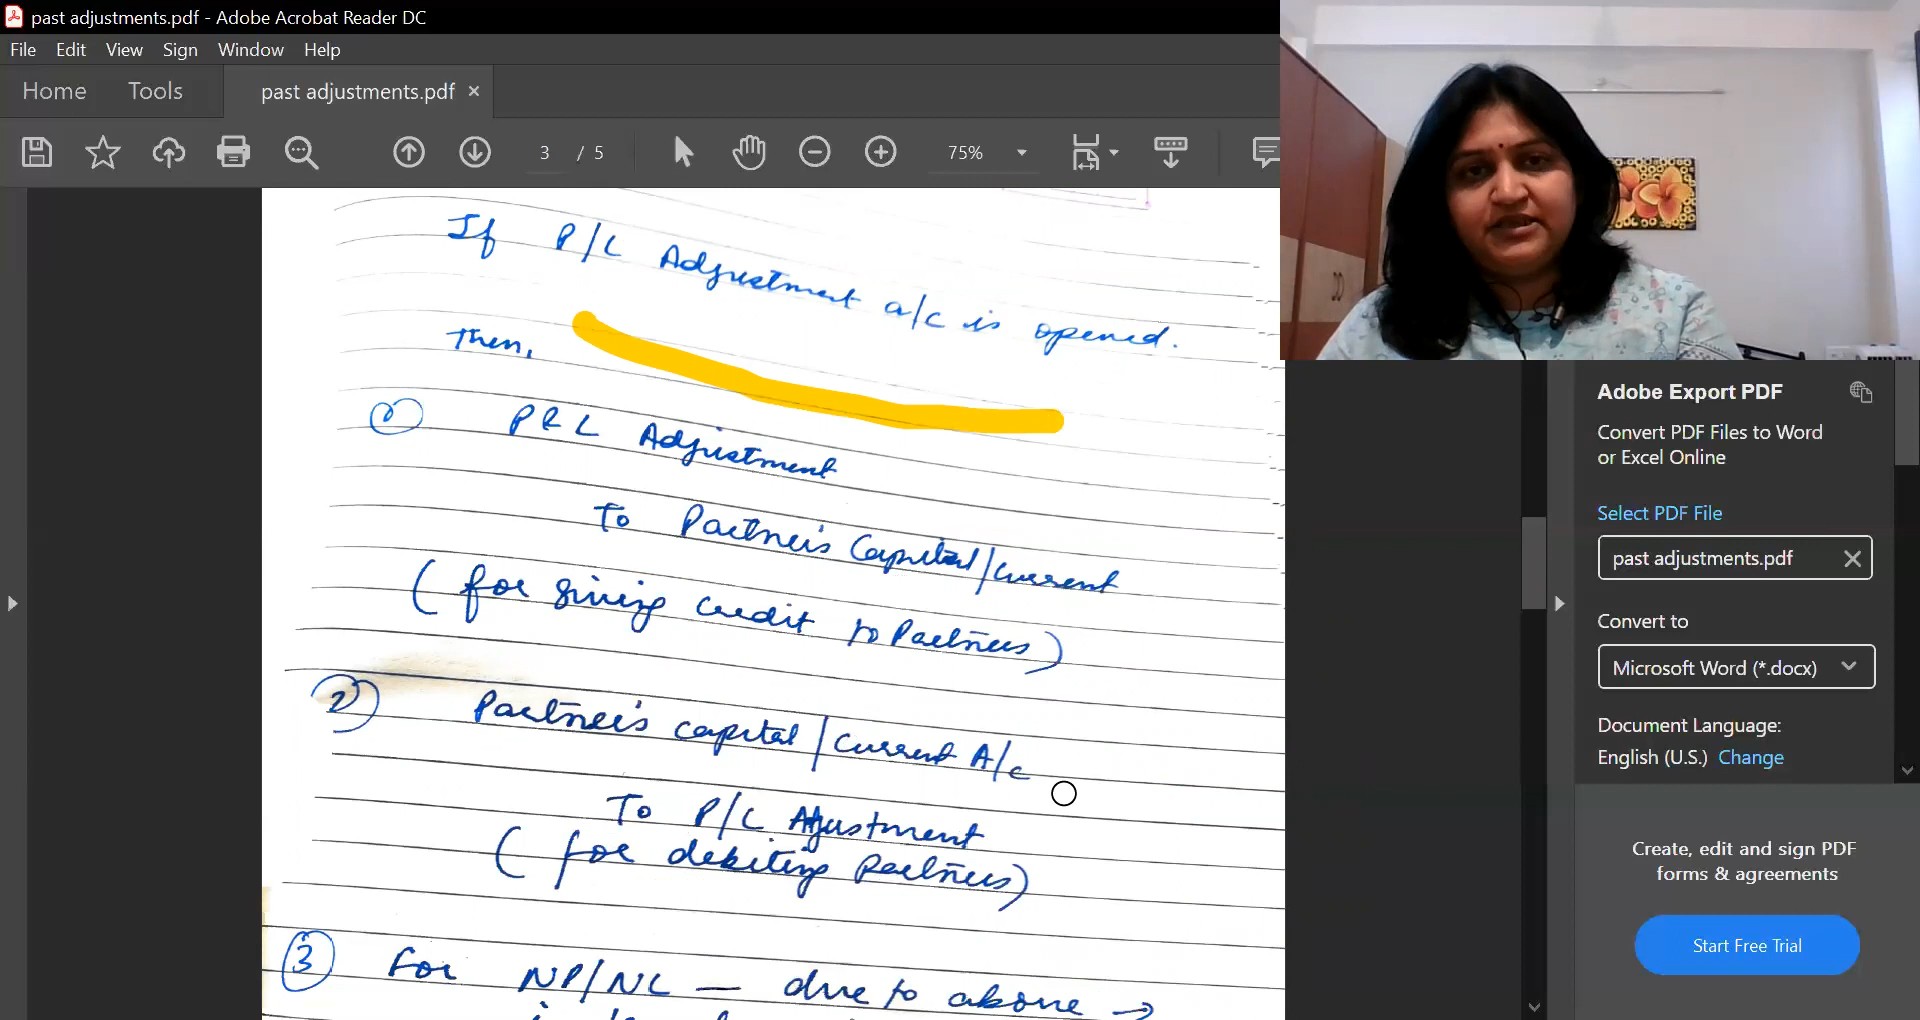 past adjustments.pdf - Adobe Acrobat Reader DC
File Edit View Sign Window Help
Home Tools past adjustments.pdf ×
3 / 5 75%
If P/L Adjustment a/c is opened.
Then,
① P & L Adjustment
To Partner's Capital/current
(for giving credit to Partners)
② Partner's capital/current A/c
To P/L Adjustment
(for debiting partners)
③ For NP/NL — due to above →
Adobe Export PDF
Convert PDF Files to Word
or Excel Online
Select PDF File
past adjustments.pdf
Convert to
Microsoft Word (*.docx)
Document Language:
English (U.S.) Change
Create, edit and sign PDF
forms & agreements
Start Free Trial